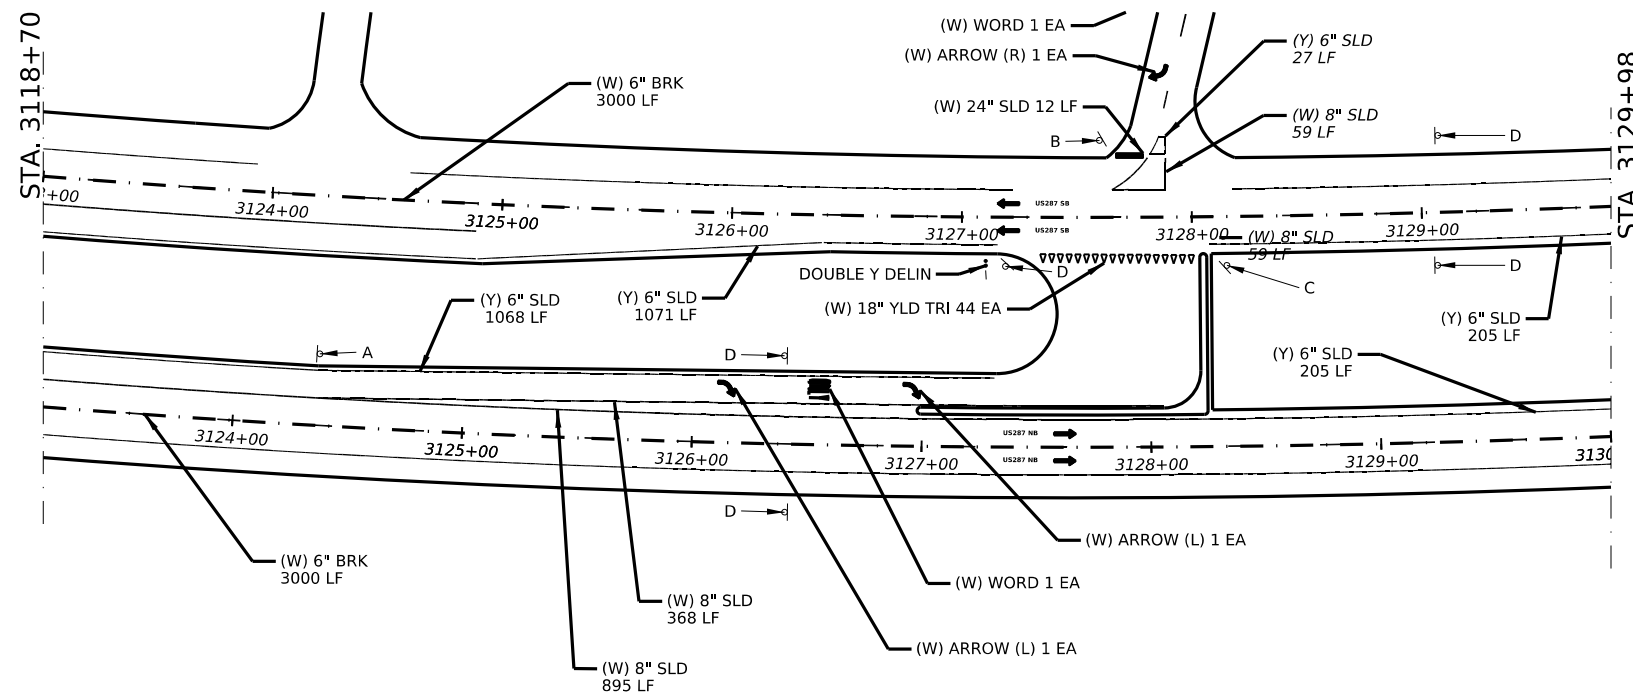 STA. 3118+70
(W) WORD 1 EA
(W) ARROW (R) 1 EA
(Y) 6" SLD
27 LF
(W) 6" BRK
3000 LF
(W) 24" SLD 12 LF
(W) 8" SLD
59 LF
STA. 3129+98
B
D
+00
3124+00
3125+00
3126+00
3127+00
3128+00
3129+00
US287 SB
US287 SB
(W) 8" SLD
59 LF
DOUBLE Y DELIN
D
D
C
(W) 18" YLD TRI 44 EA
(Y) 6" SLD
1068 LF
(Y) 6" SLD
1071 LF
(Y) 6" SLD
205 LF
A
D
(Y) 6" SLD
205 LF
3124+00
3125+00
3126+00
3127+00
3128+00
3129+00
3130
US287 NB
US287 NB
D
(W) ARROW (L) 1 EA
(W) 6" BRK
3000 LF
(W) WORD 1 EA
(W) 8" SLD
368 LF
(W) ARROW (L) 1 EA
(W) 8" SLD
895 LF